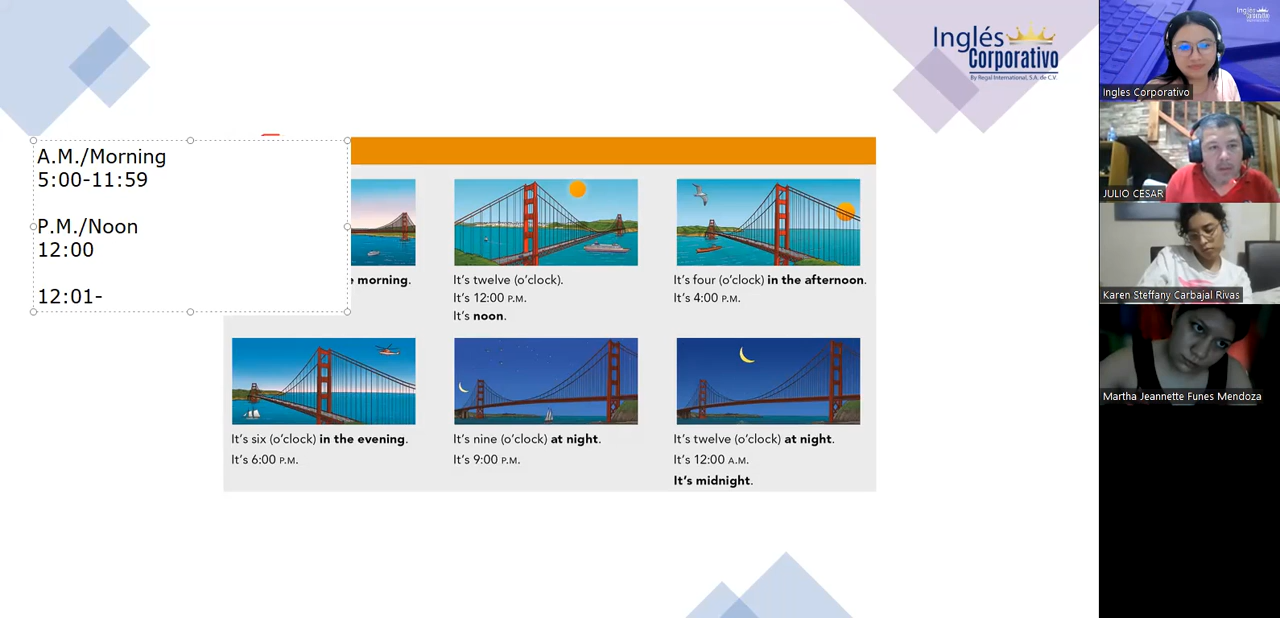 Inglés
Corporativo
By Regal International, S.A. de C.V.
A.M./Morning
5:00-11:59
P.M./Noon
12:00
12:01-
morning.
It's twelve (o'clock).
It's 12:00 P.M.
It's noon.
It's four (o'clock) in the afternoon.
It's 4:00 P.M.
It's six (o'clock) in the evening.
It's 6:00 P.M.
It's nine (o'clock) at night.
It's 9:00 P.M.
It's twelve (o'clock) at night.
It's 12:00 A.M.
It's midnight.
Ingles Corporativo
JULIO CESAR
Karen Steffany Carbajal Rivas
Martha Jeannette Funes Mendoza